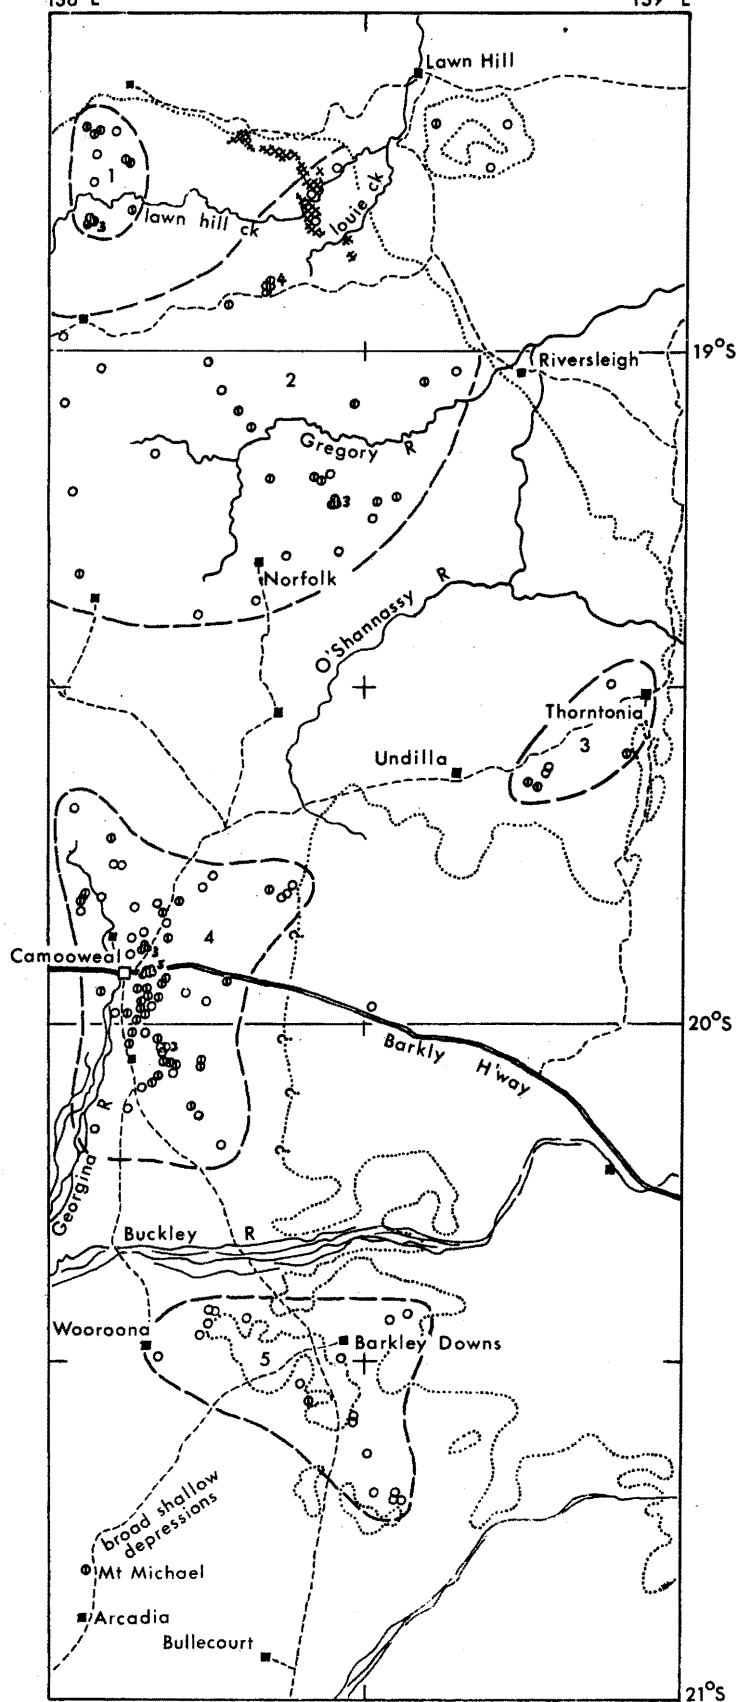 138° E
139° E
Lawn Hill
1
3
lawn hill ck
louie ck
4
19°S
Riversleigh
2
Gregory R
3
Norfolk
O'Shannassy R
Thorntonia
3
Undilla
4
Camooweal
3
5
20°S
Barkly H'way
3
Georgina R
?
?
?
?
Buckley R
Wooroona
Barkley Downs
5
broad shallow
depressions
Mt Michael
Arcadia
Bullecourt
21°S